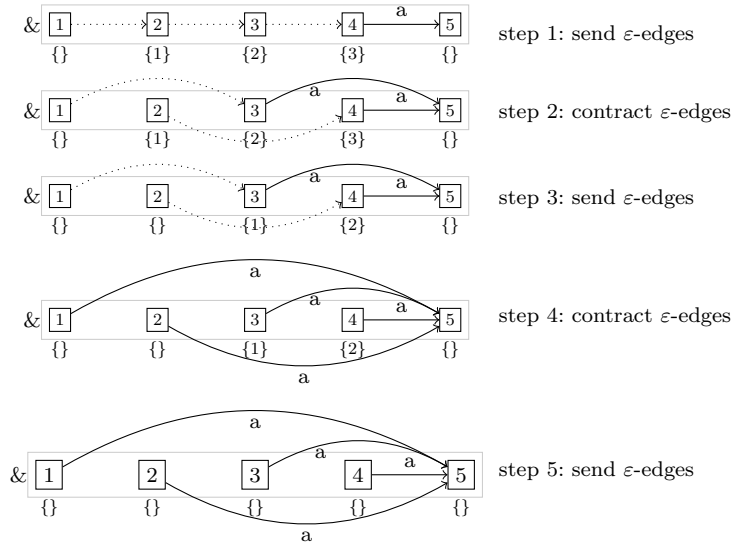 a
& 1 2 3 4 5 step 1: send ε-edges
{} {1} {2} {3} {}
a a
& 1 2 3 4 5 step 2: contract ε-edges
{} {1} {2} {3} {}
a a
& 1 2 3 4 5 step 3: send ε-edges
{} {} {1} {2} {}
a
a a
& 1 2 3 4 5 step 4: contract ε-edges
{} {} {1} {2} {}
a
a
a a
& 1 2 3 4 5 step 5: send ε-edges
{} {} {} {} {}
a